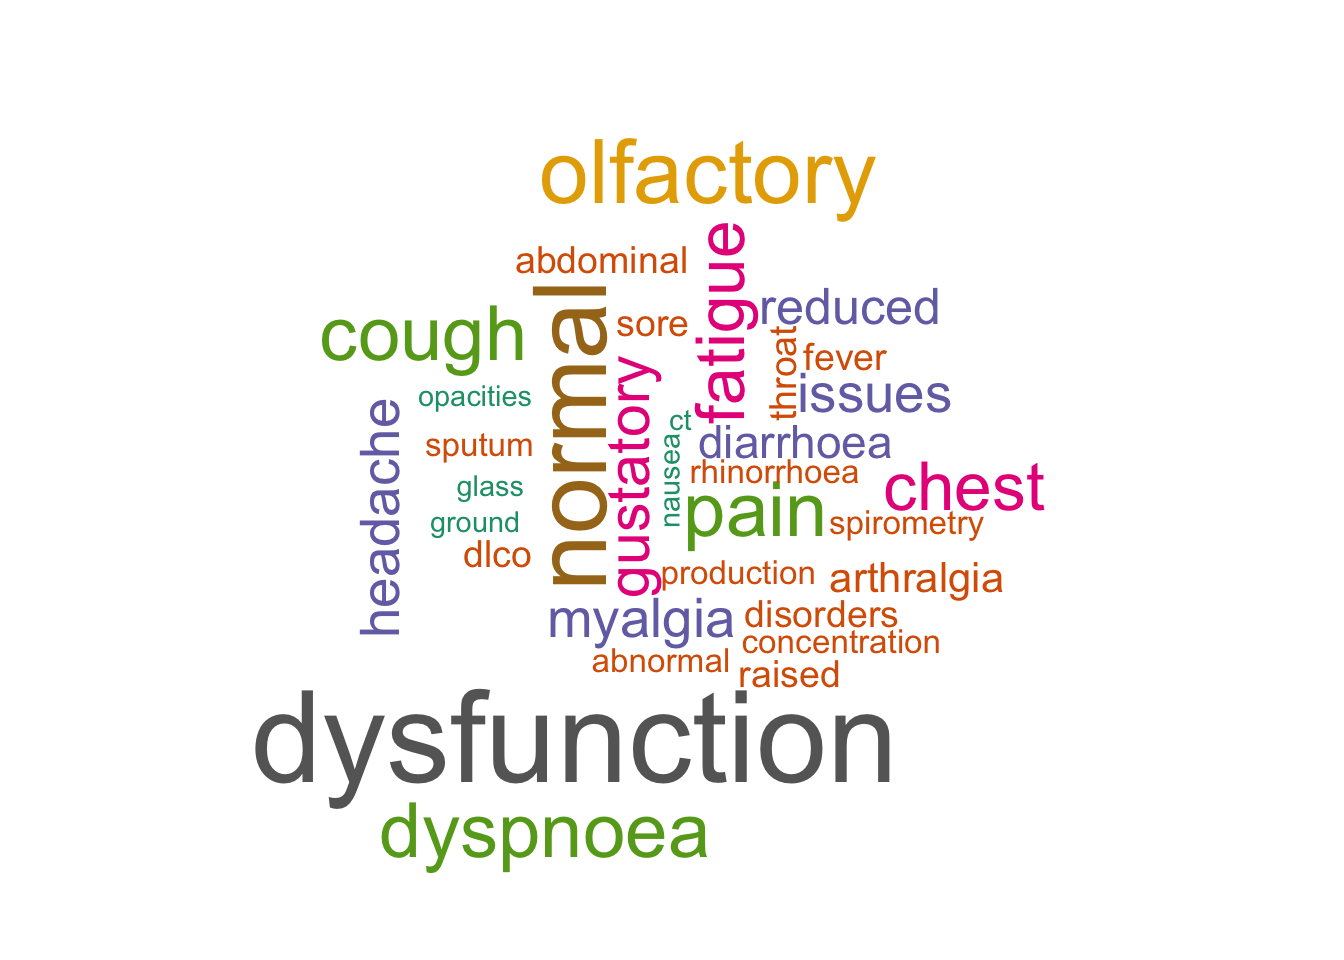 olfactory
abdominal
fatigue
normal
reduced
cough
sore
throat
fever
gustatory
issues
opacities
headache
ct
diarrhoea
sputum
nausea
rhinorrhoea
chest
glass
pain
ground
spirometry
dlco
production
arthralgia
myalgia
disorders
concentration
abnormal
raised
dysfunction
dyspnoea